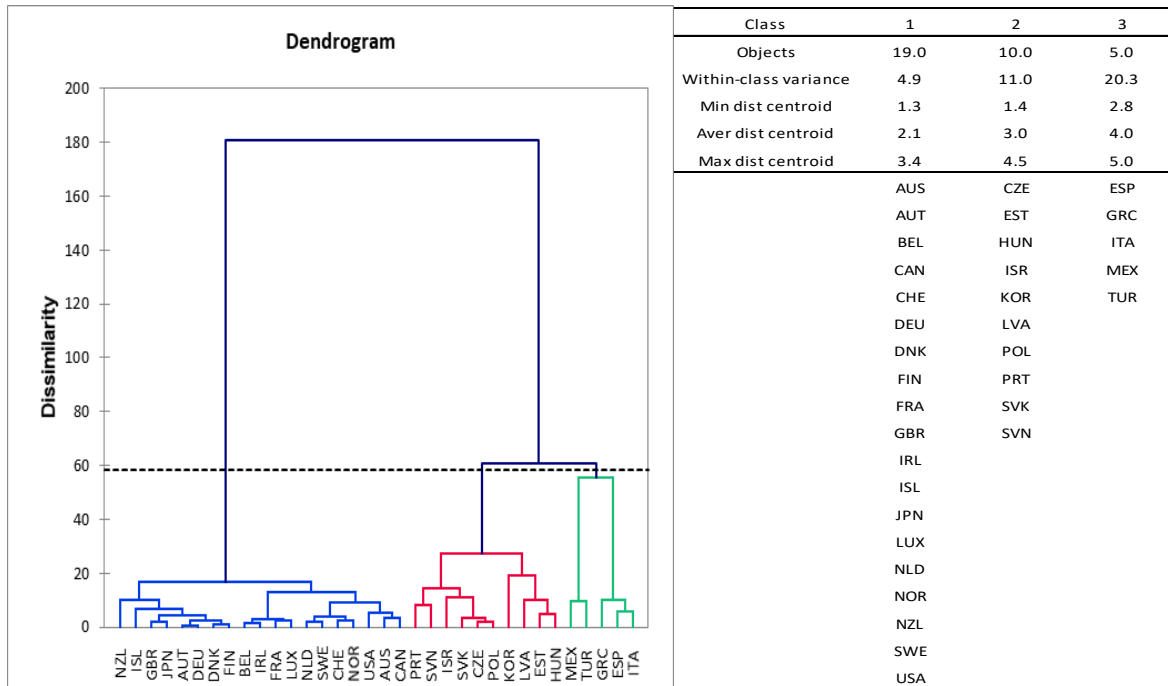 Dendrogram
Dissimilarity
200
180
160
140
120
100
80
60
40
20
0
NZL ISL GBR JPN AUT DEU DNK FIN BEL IRL FRA LUX NLD SWE CHE NOR USA AUS CAN PRT SVN ISR SVK CZE POL KOR LVA EST HUN MEX TUR GRC ESP ITA
Class 1 2 3
Objects 19.0 10.0 5.0
Within-class variance 4.9 11.0 20.3
Min dist centroid 1.3 1.4 2.8
Aver dist centroid 2.1 3.0 4.0
Max dist centroid 3.4 4.5 5.0
AUS CZE ESP
AUT EST GRC
BEL HUN ITA
CAN ISR MEX
CHE KOR TUR
DEU LVA
DNK POL
FIN PRT
FRA SVK
GBR SVN
IRL
ISL
JPN
LUX
NLD
NOR
NZL
SWE
USA